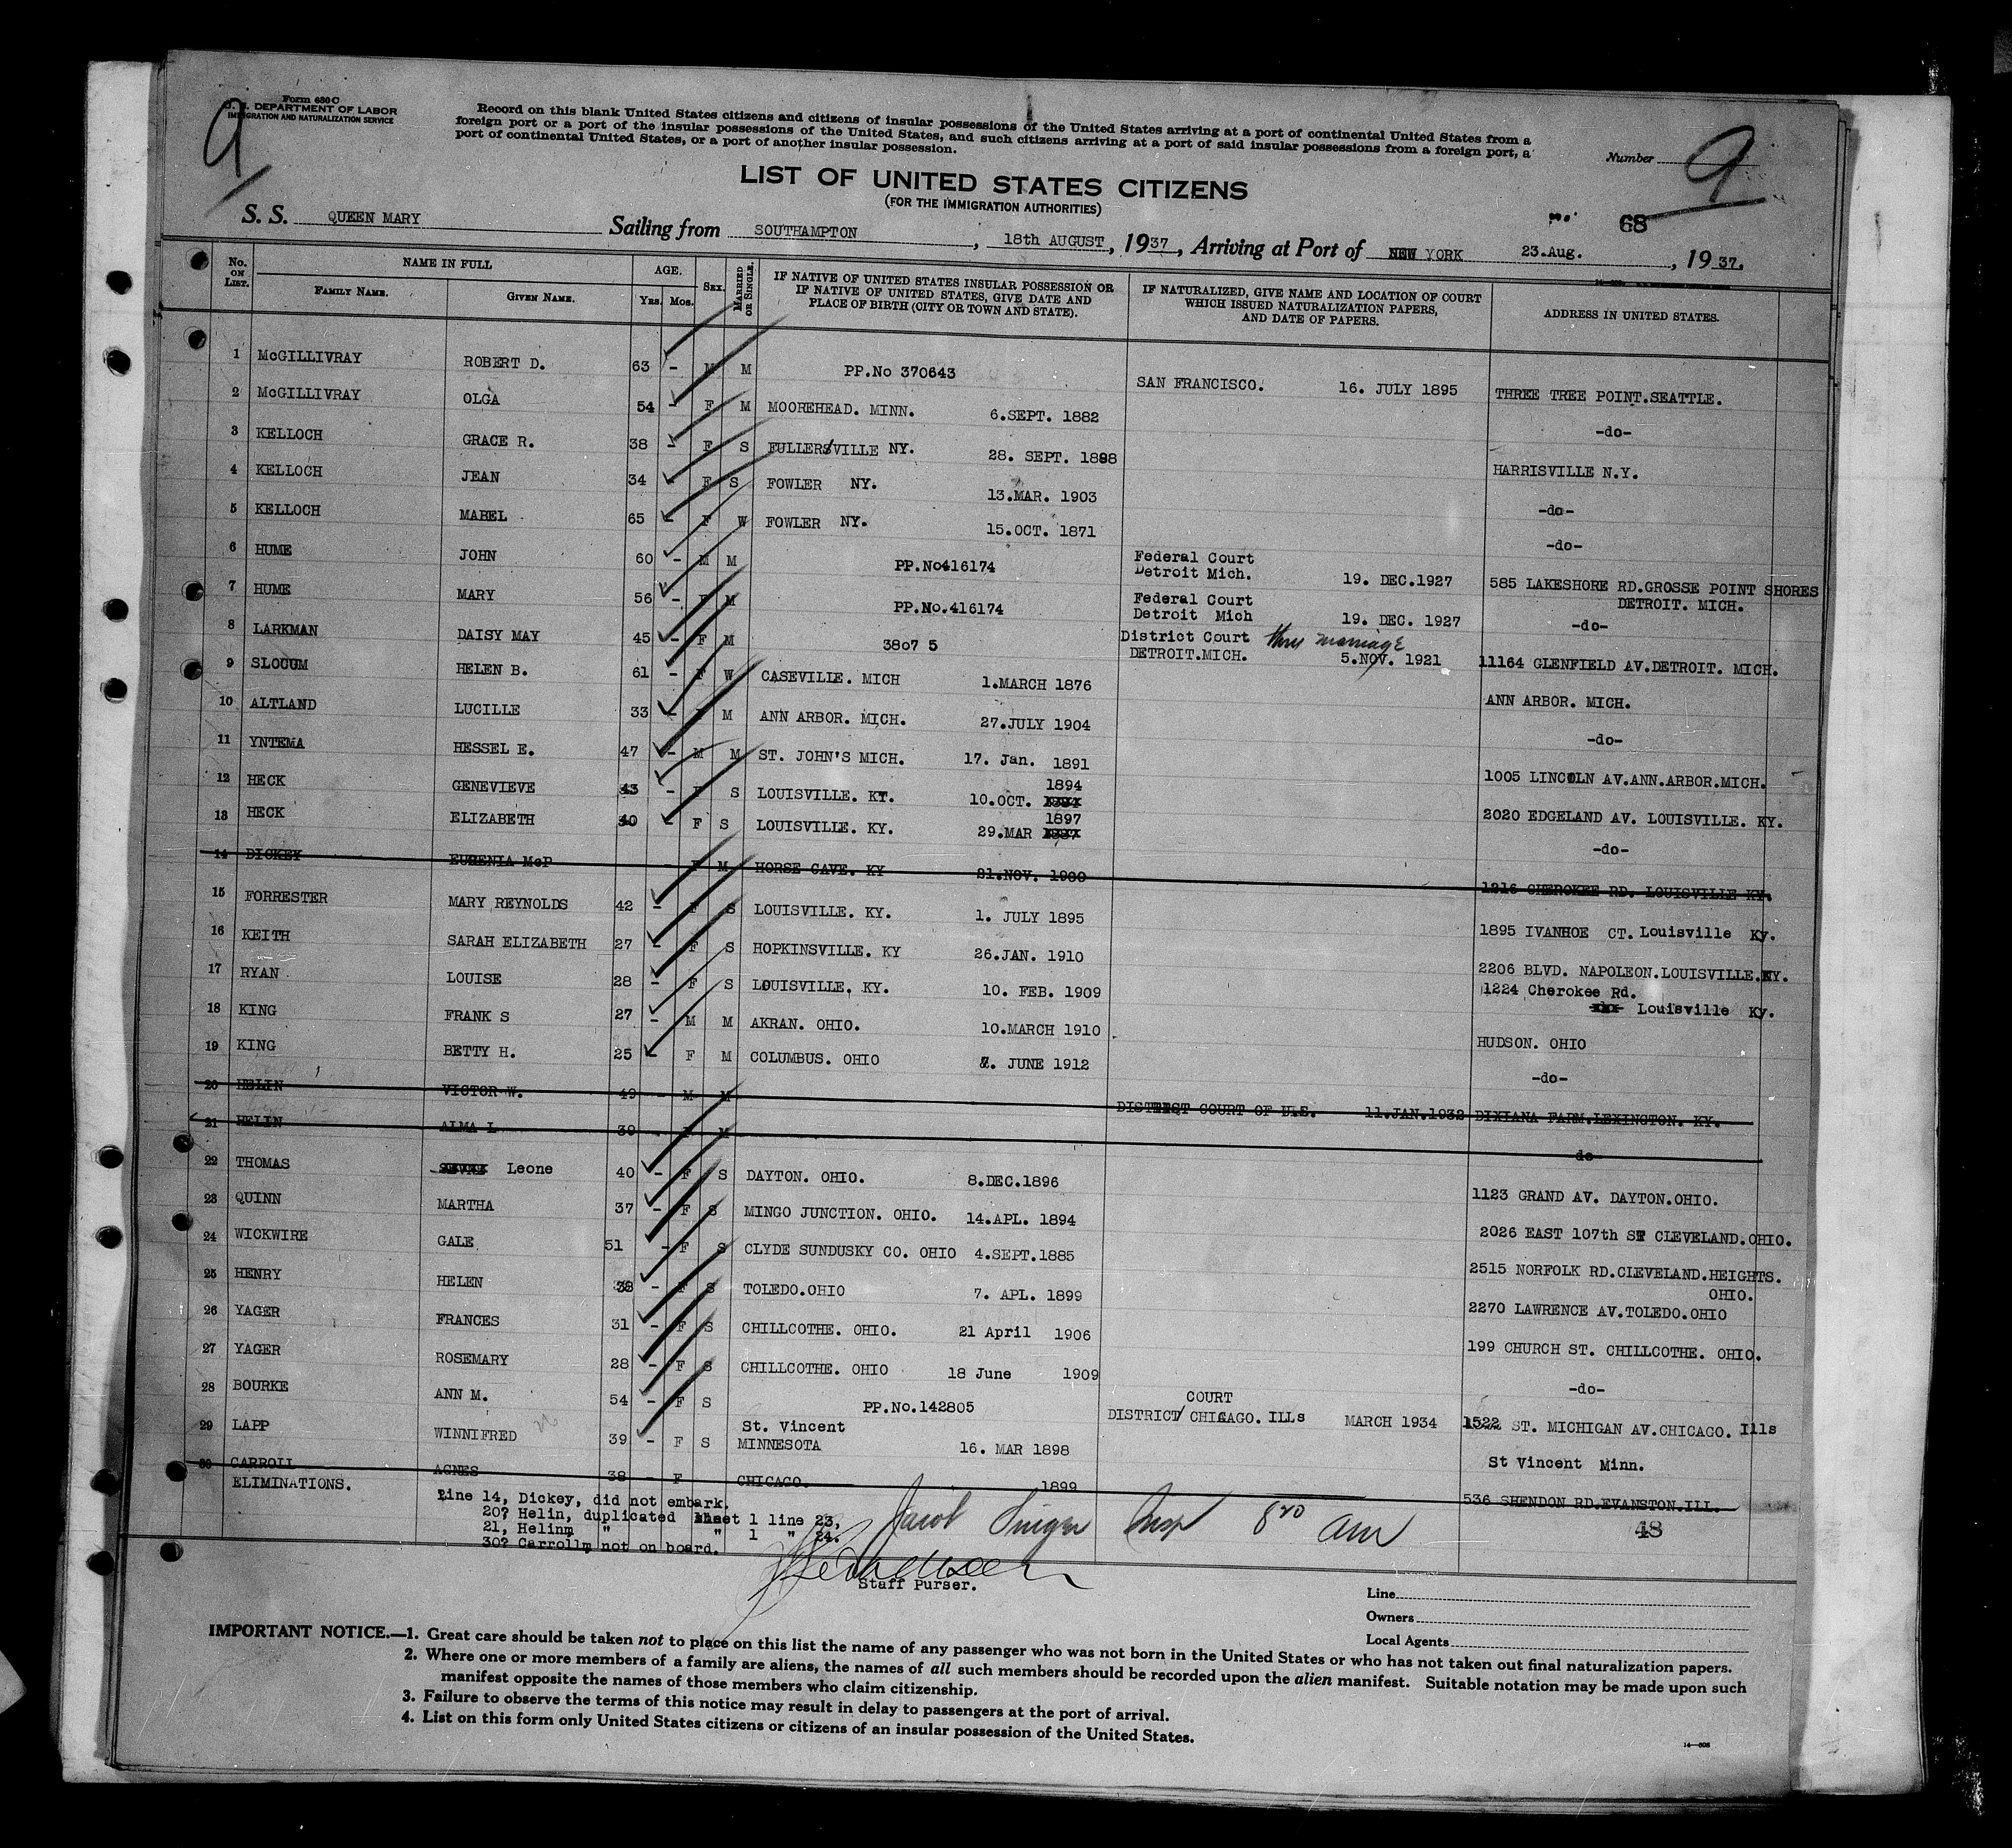 Form 630 C
U. S. DEPARTMENT OF LABOR
IMMIGRATION AND NATURALIZATION SERVICE
9
Record on this blank United States citizens and citizens of insular possessions of the United States arriving at a port of continental United States from a
foreign port or a port of the insular possessions of the United States, and such citizens arriving at a port of said insular possessions from a foreign port, a
port of continental United States, or a port of another insular possession.
Number
9
LIST OF UNITED STATES CITIZENS
(FOR THE IMMIGRATION AUTHORITIES)
68
S. S. QUEEN MARY Sailing from SOUTHAMPTON, 18th AUGUST, 1937, Arriving at Port of NEW YORK 23.Aug., 1937.
No. ON LIST. NAME IN FULL FAMILY NAME. GIVEN NAME. AGE. Yrs. Mos. SEX. MARRIED OR SINGLE. IF NATIVE OF UNITED STATES INSULAR POSSESSION OR IF NATIVE OF UNITED STATES, GIVE DATE AND PLACE OF BIRTH (CITY OR TOWN AND STATE). IF NATURALIZED, GIVE NAME AND LOCATION OF COURT WHICH ISSUED NATURALIZATION PAPERS, AND DATE OF PAPERS. ADDRESS IN UNITED STATES.
1 McGILLIVRAY ROBERT D. 63 - M M PP.No 370643 SAN FRANCISCO. 16. JULY 1895 THREE TREE POINT.SEATTLE.
2 McGILLIVRAY OLGA 54 - F M MOOREHEAD. MINN. 6.SEPT. 1882 -do-
3 KELLOCH GRACE R. 38 - F S FULLERSVILLE NY. 28. SEPT. 1898 HARRISVILLE N.Y.
4 KELLOCH JEAN 34 F S FOWLER NY. 13.MAR. 1903 -do-
5 KELLOCH MABEL 65 - F W FOWLER NY. 15.OCT. 1871 -do-
6 HUME JOHN 60 - M M PP.No416174 Federal Court Detroit Mich. 19. DEC.1927 585 LAKESHORE RD.GROSSE POINT SHORES DETROIT. MICH.
7 HUME MARY 56 - F M PP.No.416174 Federal Court Detroit Mich 19. DEC. 1927 -do-
8 LARKMAN DAISY MAY 45 - F M 3807 5 District Court thru marriage DETROIT.MICH. 5.NOV. 1921 11164 GLENFIELD AV.DETROIT. MICH.
9 SLOCUM HELEN B. 61 - F W CASEVILLE. MICH 1.MARCH 1876 ANN ARBOR. MICH.
10 ALTLAND LUCILLE 33 - F M ANN ARBOR. MICH. 27.JULY 1904 -do-
11 YNTEMA HESSEL E. 47 - M M ST. JOHN'S MICH. 17. Jan. 1891 1005 LINCOLN AV.ANN.ARBOR.MICH.
12 HECK GENEVIEVE 43 - F S LOUISVILLE. KY. 10.OCT. 1894 2020 EDGELAND AV. LOUISVILLE. KY.
13 HECK ELIZABETH 40 - F S LOUISVILLE. KY. 29.MAR 1897 -do-
14 DICKEY EUGENIA McP - F M HORSE CAVE. KY 21.NOV. 1900 1216 CHEROKEE RD. LOUISVILLE KY.
15 FORRESTER MARY REYNOLDS 42 - F S LOUISVILLE. KY. 1. JULY 1895 1895 IVANHOE CT. Louisville Ky.
16 KEITH SARAH ELIZABETH 27 - F S HOPKINSVILLE. KY 26.JAN. 1910 2206 BLVD. NAPOLEON.LOUISVILLE.KY.
17 RYAN LOUISE 28 - F S LOUISVILLE. KY. 10. FEB. 1909 1224 Cherokee Rd. Louisville Ky.
18 KING FRANK S 27 - M M AKRAN. OHIO. 10.MARCH 1910 HUDSON. OHIO
19 KING BETTY H. 25 - F M COLUMBUS. OHIO 7. JUNE 1912 -do-
20 HELIN VICTOR W. 49 - M M DISTRICT COURT OF U.S. 11.JAN.1932 DIXIANA FARM.LEXINGTON. KY.
21 HELIN ALMA L 39 - F M -do-
22 THOMAS Leone 40 - F S DAYTON. OHIO. 8.DEC.1896 1123 GRAND AV. DAYTON.OHIO.
23 QUINN MARTHA 37 - F S MINGO JUNCTION. OHIO. 14.APL. 1894 2026 EAST 107th ST CLEVELAND.OHIO.
24 WICKWIRE GALE 51 - F S CLYDE SUNDUSKY CO. OHIO 4.SEPT.1885 2515 NORFOLK RD.CLEVELAND.HEIGHTS. OHIO.
25 HENRY HELEN 38 - F S TOLEDO.OHIO 7. APL. 1899 2270 LAWRENCE AV.TOLEDO.OHIO
26 YAGER FRANCES 31 - F S CHILLCOTHE. OHIO. 21 April 1906 199 CHURCH ST. CHILLCOTHE. OHIO.
27 YAGER ROSEMARY 28 - F S CHILLCOTHE. OHIO 18 June 1909 -do-
28 BOURKE ANN M. 54 - F S PP.No.142805 DISTRICT/ COURT CHICAGO. ILLs MARCH 1934 1522 ST. MICHIGAN AV.CHICAGO. Ills
29 LAPP WINNIFRED 39 - F S St. Vincent MINNESOTA 16. MAR 1898 St Vincent Minn.
30 CARROLL AGNES 38 - F CHICAGO. 1899 536 SHENDON RD.EVANSTON.ILL.
ELIMINATIONS. Line 14, Dickey, did not embark.
20? Helin, duplicated sheet 1 line 23,
21, Helinm " " 1 " 24.
30? Carrollm not on board.
Jacob Singer Insp 8 20 am
48
Staff Purser.
Line
Owners
Local Agents
IMPORTANT NOTICE.—1. Great care should be taken not to place on this list the name of any passenger who was not born in the United States or who has not taken out final naturalization papers.
2. Where one or more members of a family are aliens, the names of all such members should be recorded upon the alien manifest. Suitable notation may be made upon such
manifest opposite the names of those members who claim citizenship.
3. Failure to observe the terms of this notice may result in delay to passengers at the port of arrival.
4. List on this form only United States citizens or citizens of an insular possession of the United States.
14—808